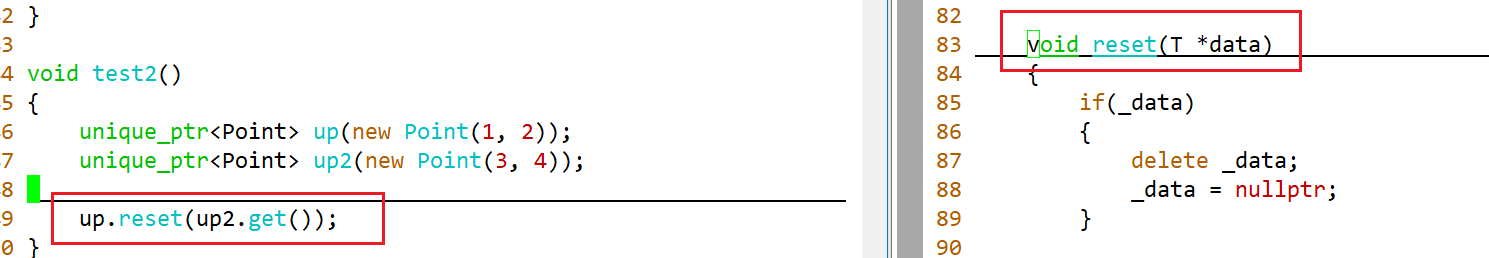 2 }
3
4 void test2()
5 {
6     unique_ptr<Point> up(new Point(1, 2));
7     unique_ptr<Point> up2(new Point(3, 4));
8
9     up.reset(up2.get());
0 }
82
83     void reset(T *data)
84     {
85         if(_data)
86         {
87             delete _data;
88             _data = nullptr;
89         }
90